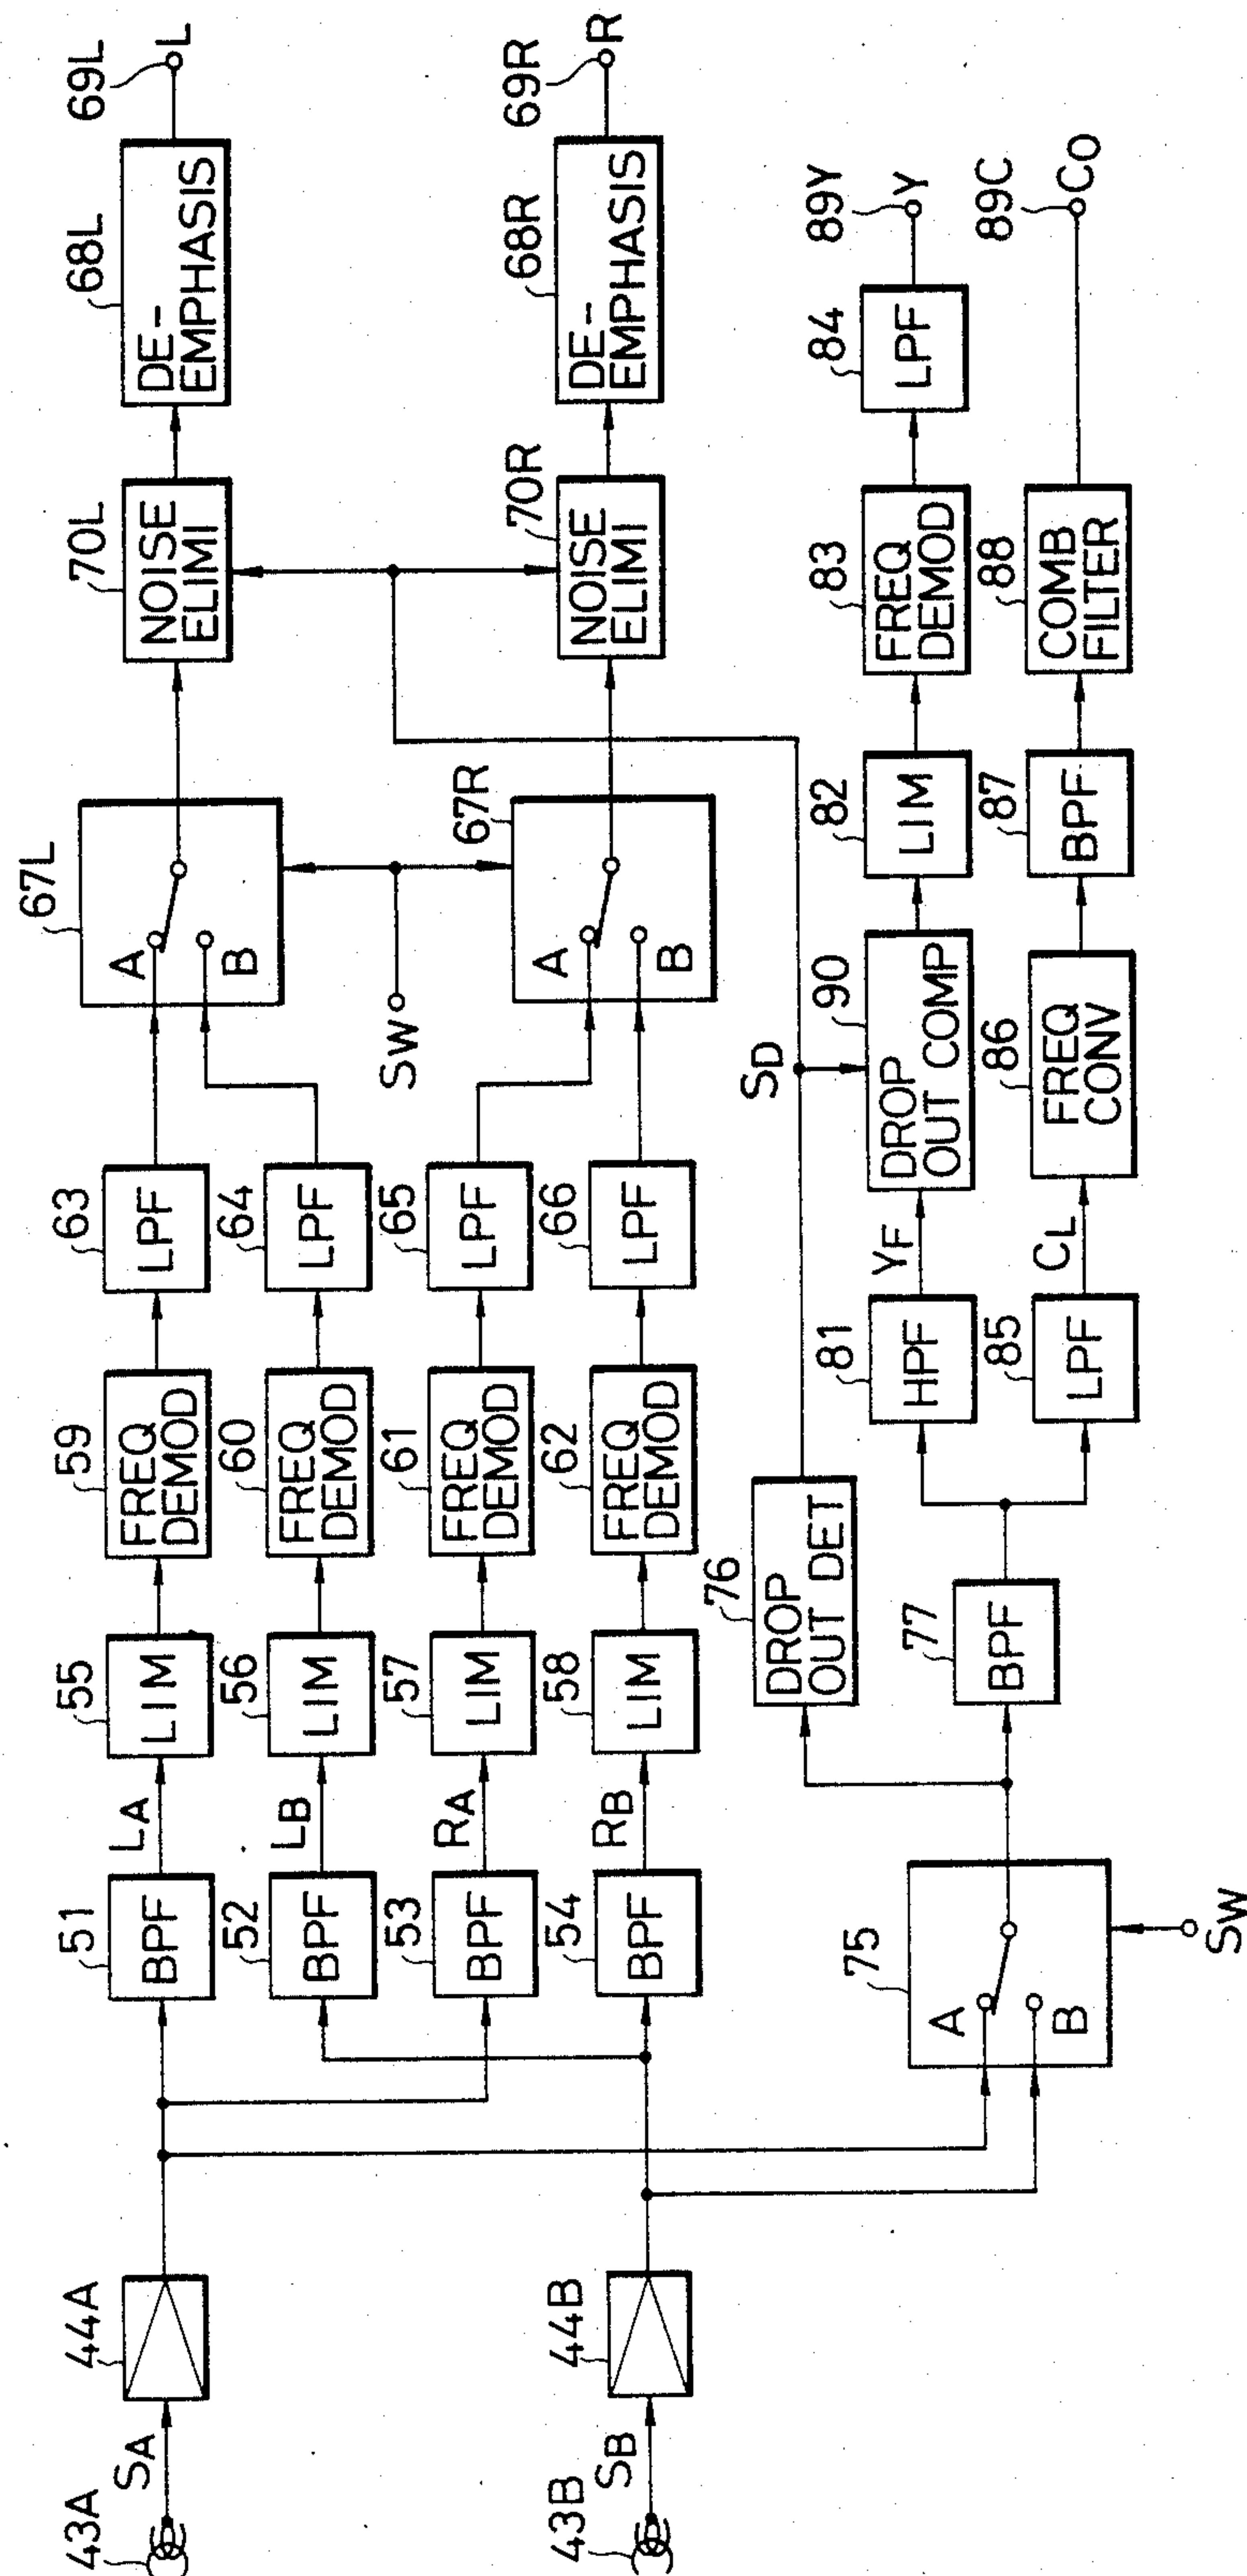 43A
SA
44A
43B
SB
44B
51
BPF
LA
55
LIM
59
FREQ
DEMOD
63
LPF
52
BPF
LB
56
LIM
60
FREQ
DEMOD
64
LPF
53
BPF
RA
57
LIM
61
FREQ
DEMOD
65
LPF
54
BPF
RB
58
LIM
62
FREQ
DEMOD
66
LPF
67L
A
B
SW
67R
A
B
70L
NOISE
ELIMI
68L
DE-
EMPHASIS
69L
L
70R
NOISE
ELIMI
68R
DE-
EMPHASIS
69R
R
75
A
B
SW
76
DROP
OUT DET
SD
77
BPF
81
HPF
YF
90
DROP
OUT COMP
82
LIM
83
FREQ
DEMOD
84
LPF
89Y
Y
85
LPF
CL
86
FREQ
CONV
87
BPF
88
COMB
FILTER
89C
CO